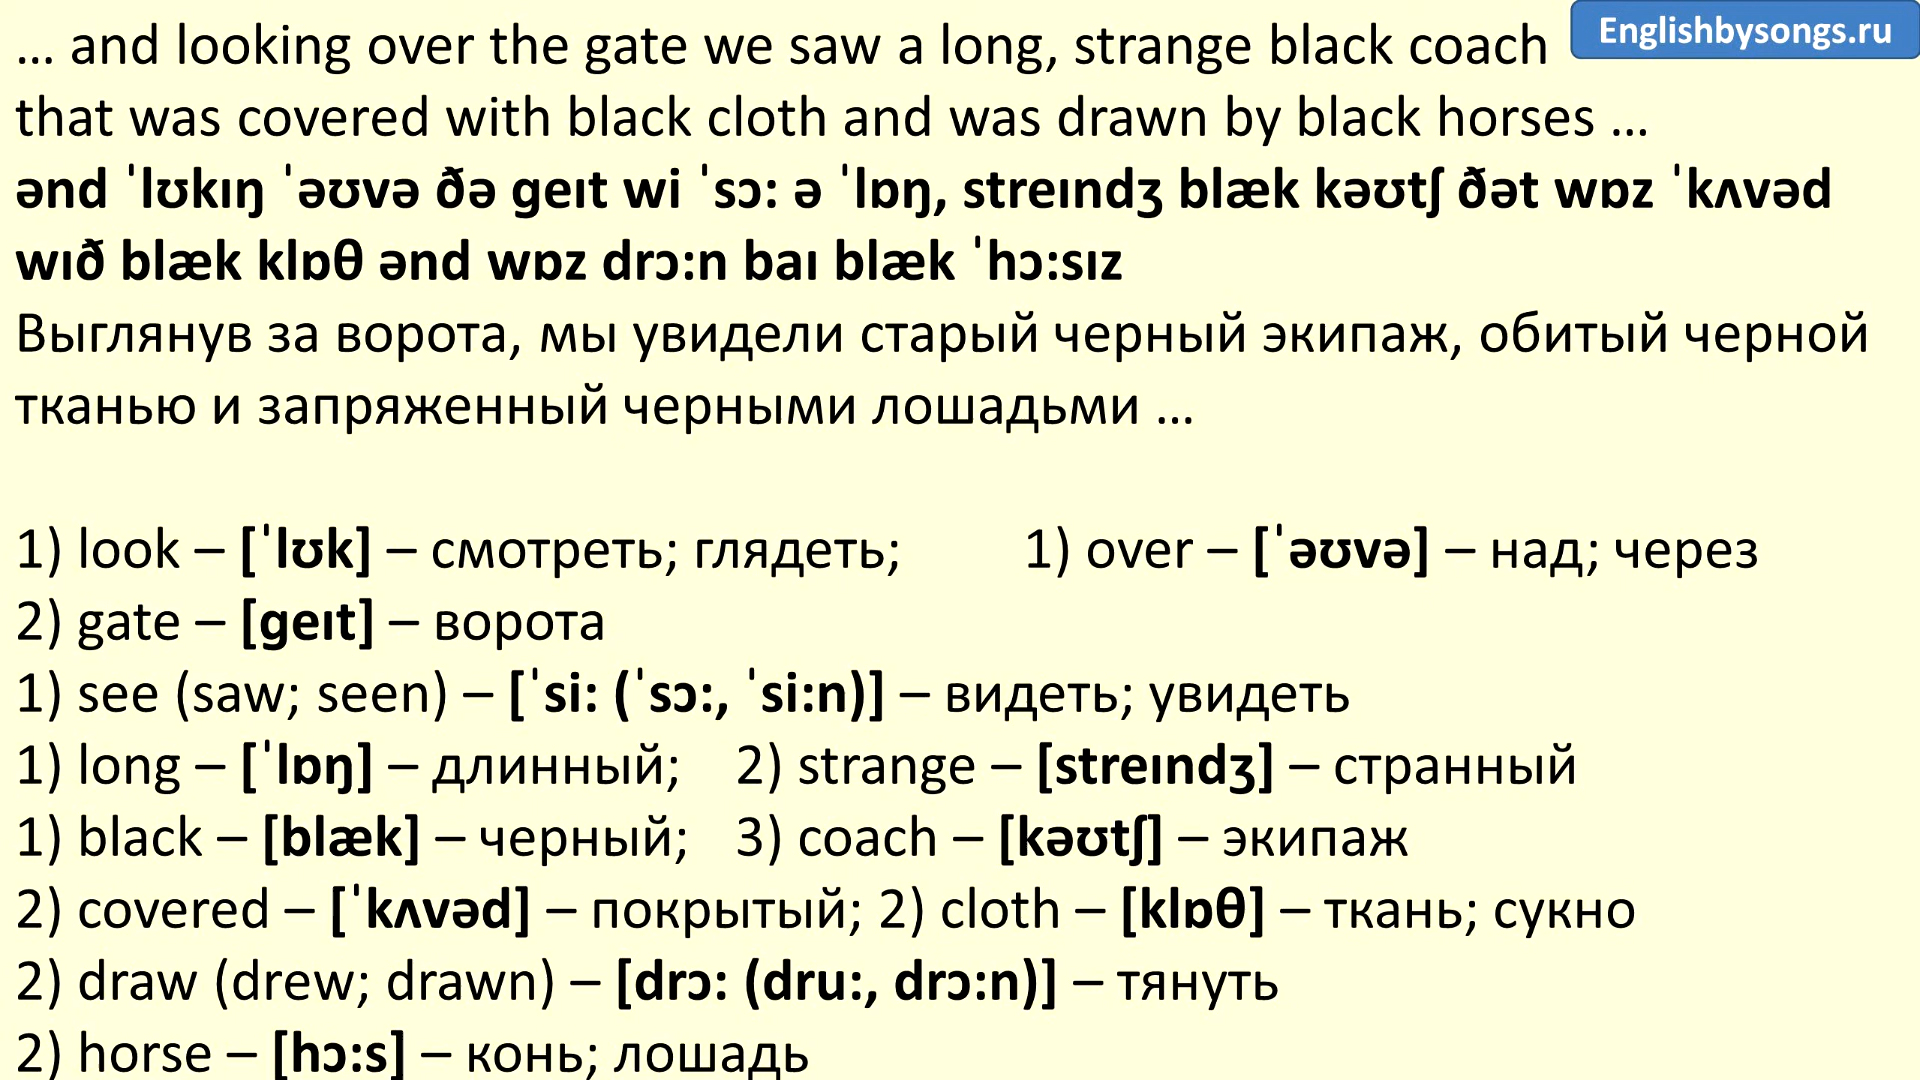 … and looking over the gate we saw a long, strange black coach
Englishbysongs.ru
that was covered with black cloth and was drawn by black horses …
ənd ˈlʊkɪŋ ˈəʊvə ðə geɪt wi ˈsɔ: ə ˈlɒŋ, streɪndʒ blæk kəʊtʃ ðət wɒz ˈkʌvəd
wɪð blæk klɒθ ənd wɒz drɔ:n baɪ blæk ˈhɔ:sɪz
Выглянув за ворота, мы увидели старый черный экипаж, обитый черной
тканью и запряженный черными лошадьми …
1) look – [ˈlʊk] – смотреть; глядеть; 1) over – [ˈəʊvə] – над; через
2) gate – [geɪt] – ворота
1) see (saw; seen) – [ˈsi: (ˈsɔ:, ˈsi:n)] – видеть; увидеть
1) long – [ˈlɒŋ] – длинный; 2) strange – [streɪndʒ] – странный
1) black – [blæk] – черный; 3) coach – [kəʊtʃ] – экипаж
2) covered – [ˈkʌvəd] – покрытый; 2) cloth – [klɒθ] – ткань; сукно
2) draw (drew; drawn) – [drɔ: (dru:, drɔ:n)] – тянуть
2) horse – [hɔ:s] – конь; лошадь